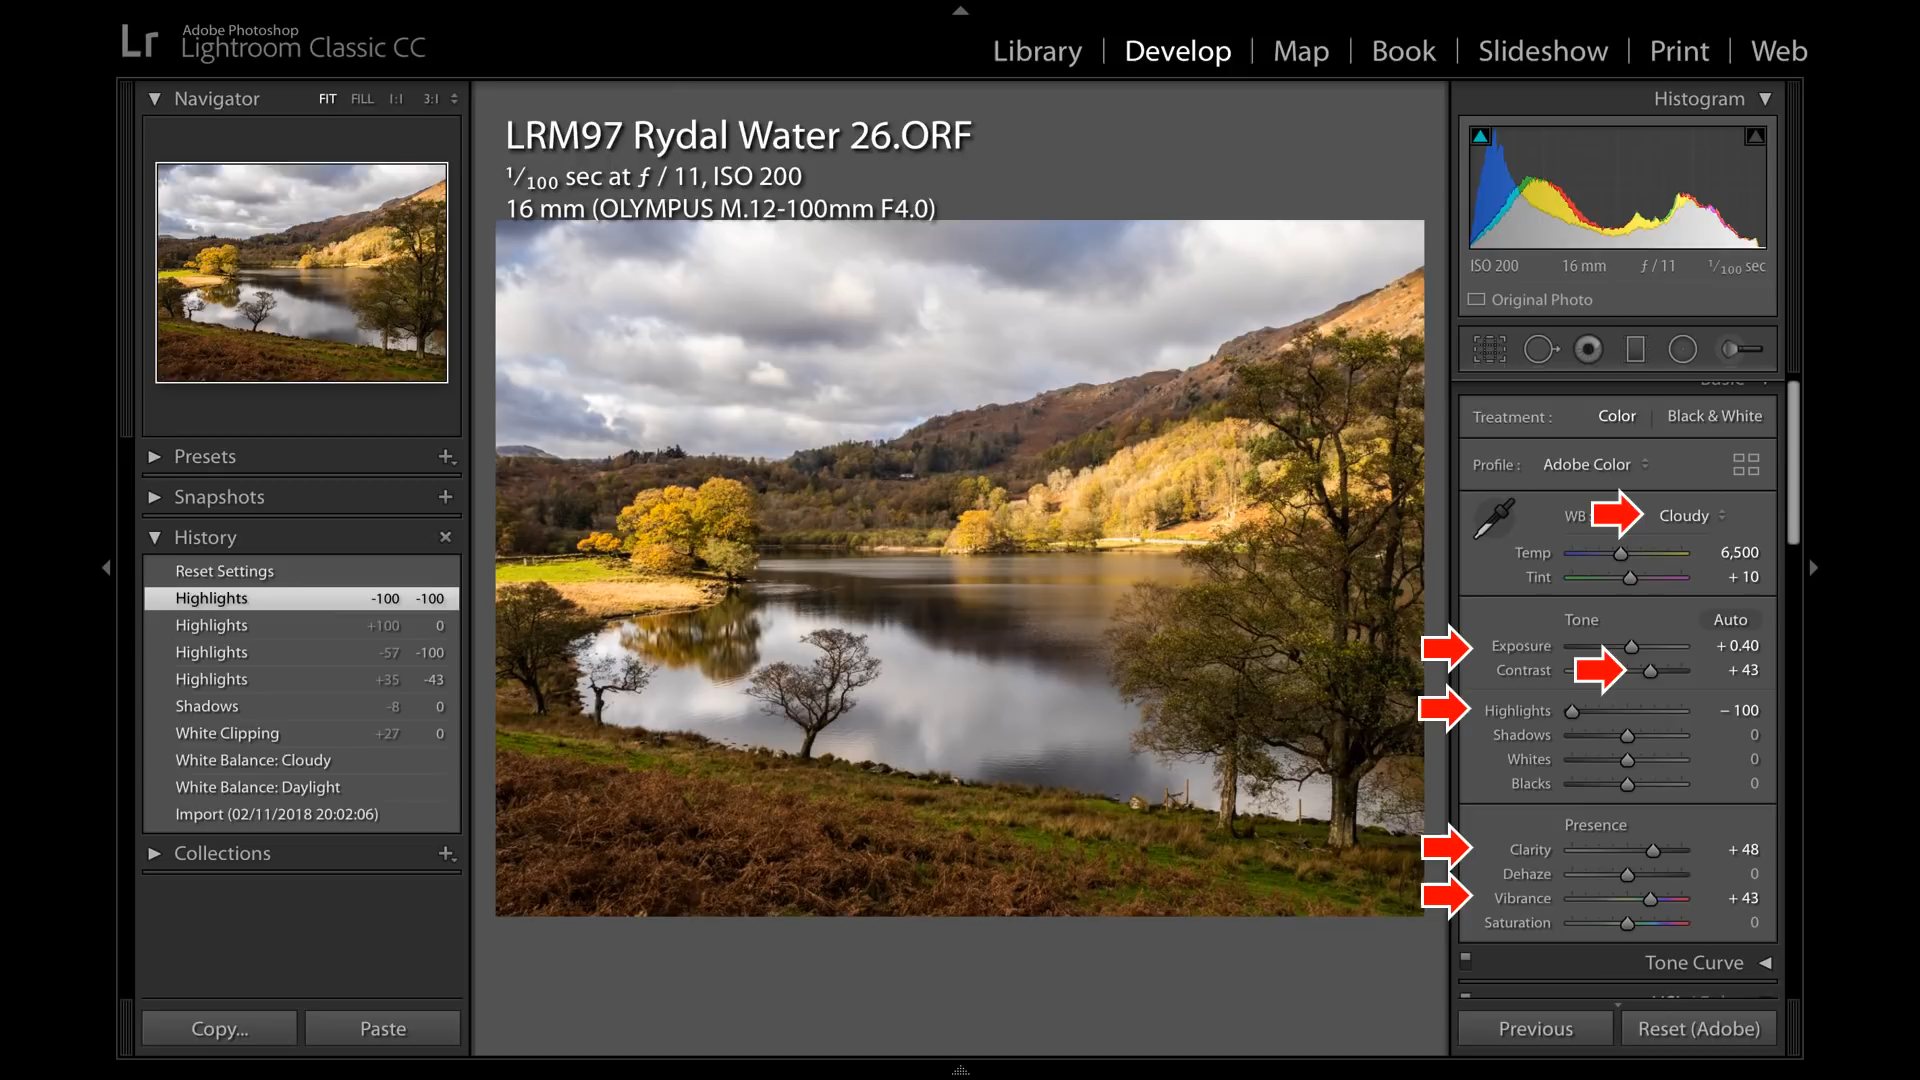 Lr Adobe Photoshop
Lightroom Classic CC
Library | Develop | Map | Book | Slideshow | Print | Web
Navigator FIT FILL 1:1 3:1
Presets
Snapshots
History
Reset Settings
Highlights -100 -100
Highlights +100 0
Highlights -57 -100
Highlights +35 -43
Shadows -8 0
White Clipping +27 0
White Balance: Cloudy
White Balance: Daylight
Import (02/11/2018 20:02:06)
Collections
Copy... Paste
LRM97 Rydal Water 26.ORF
1/100 sec at ƒ / 11, ISO 200
16 mm (OLYMPUS M.12-100mm F4.0)
Histogram
ISO 200 16 mm ƒ / 11 1/100 sec
Original Photo
Basic
Treatment : Color | Black & White
Profile : Adobe Color
WB Cloudy
Temp 6,500
Tint + 10
Tone Auto
Exposure + 0.40
Contrast + 43
Highlights − 100
Shadows 0
Whites 0
Blacks 0
Presence
Clarity + 48
Dehaze 0
Vibrance + 43
Saturation 0
Tone Curve
Previous Reset (Adobe)